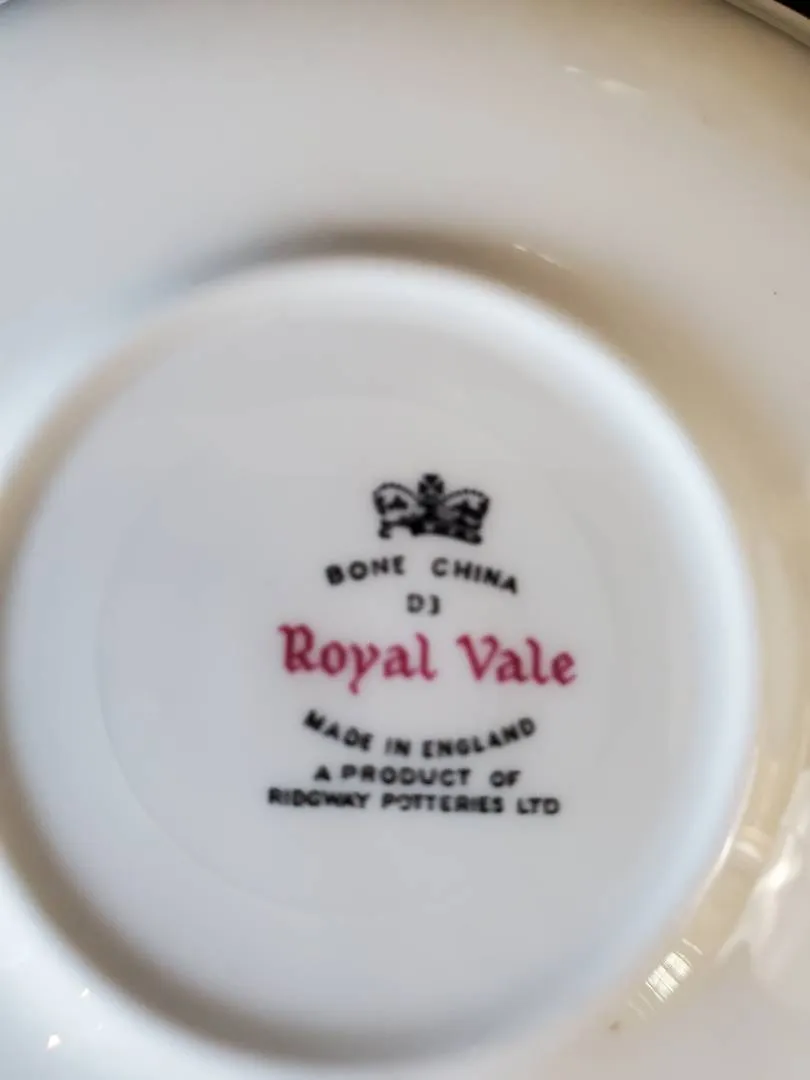 BONE CHINA
D3
Royal Vale
MADE IN ENGLAND
A PRODUCT OF
RIDGWAY POTTERIES LTD